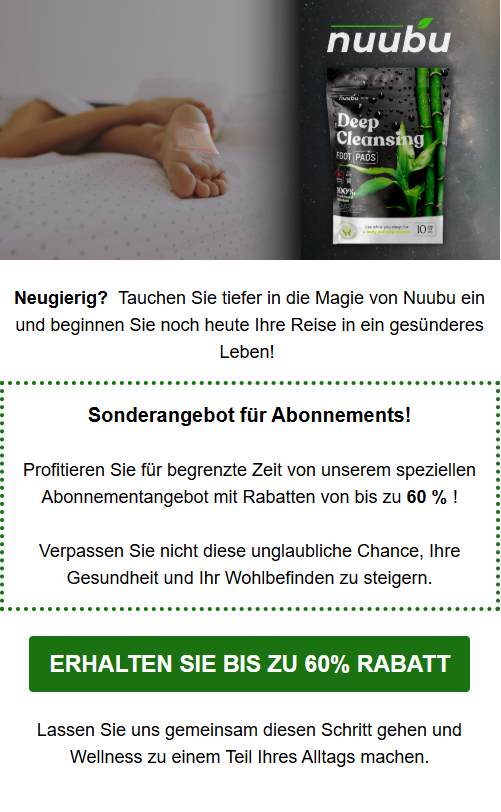 nuubu
nuubu
Deep
Cleansing
FOOT PADS
100%
10
Neugierig? Tauchen Sie tiefer in die Magie von Nuubu ein
und beginnen Sie noch heute Ihre Reise in ein gesünderes
Leben!
Sonderangebot für Abonnements!
Profitieren Sie für begrenzte Zeit von unserem speziellen
Abonnementangebot mit Rabatten von bis zu 60 % !
Verpassen Sie nicht diese unglaubliche Chance, Ihre
Gesundheit und Ihr Wohlbefinden zu steigern.
ERHALTEN SIE BIS ZU 60% RABATT
Lassen Sie uns gemeinsam diesen Schritt gehen und
Wellness zu einem Teil Ihres Alltags machen.